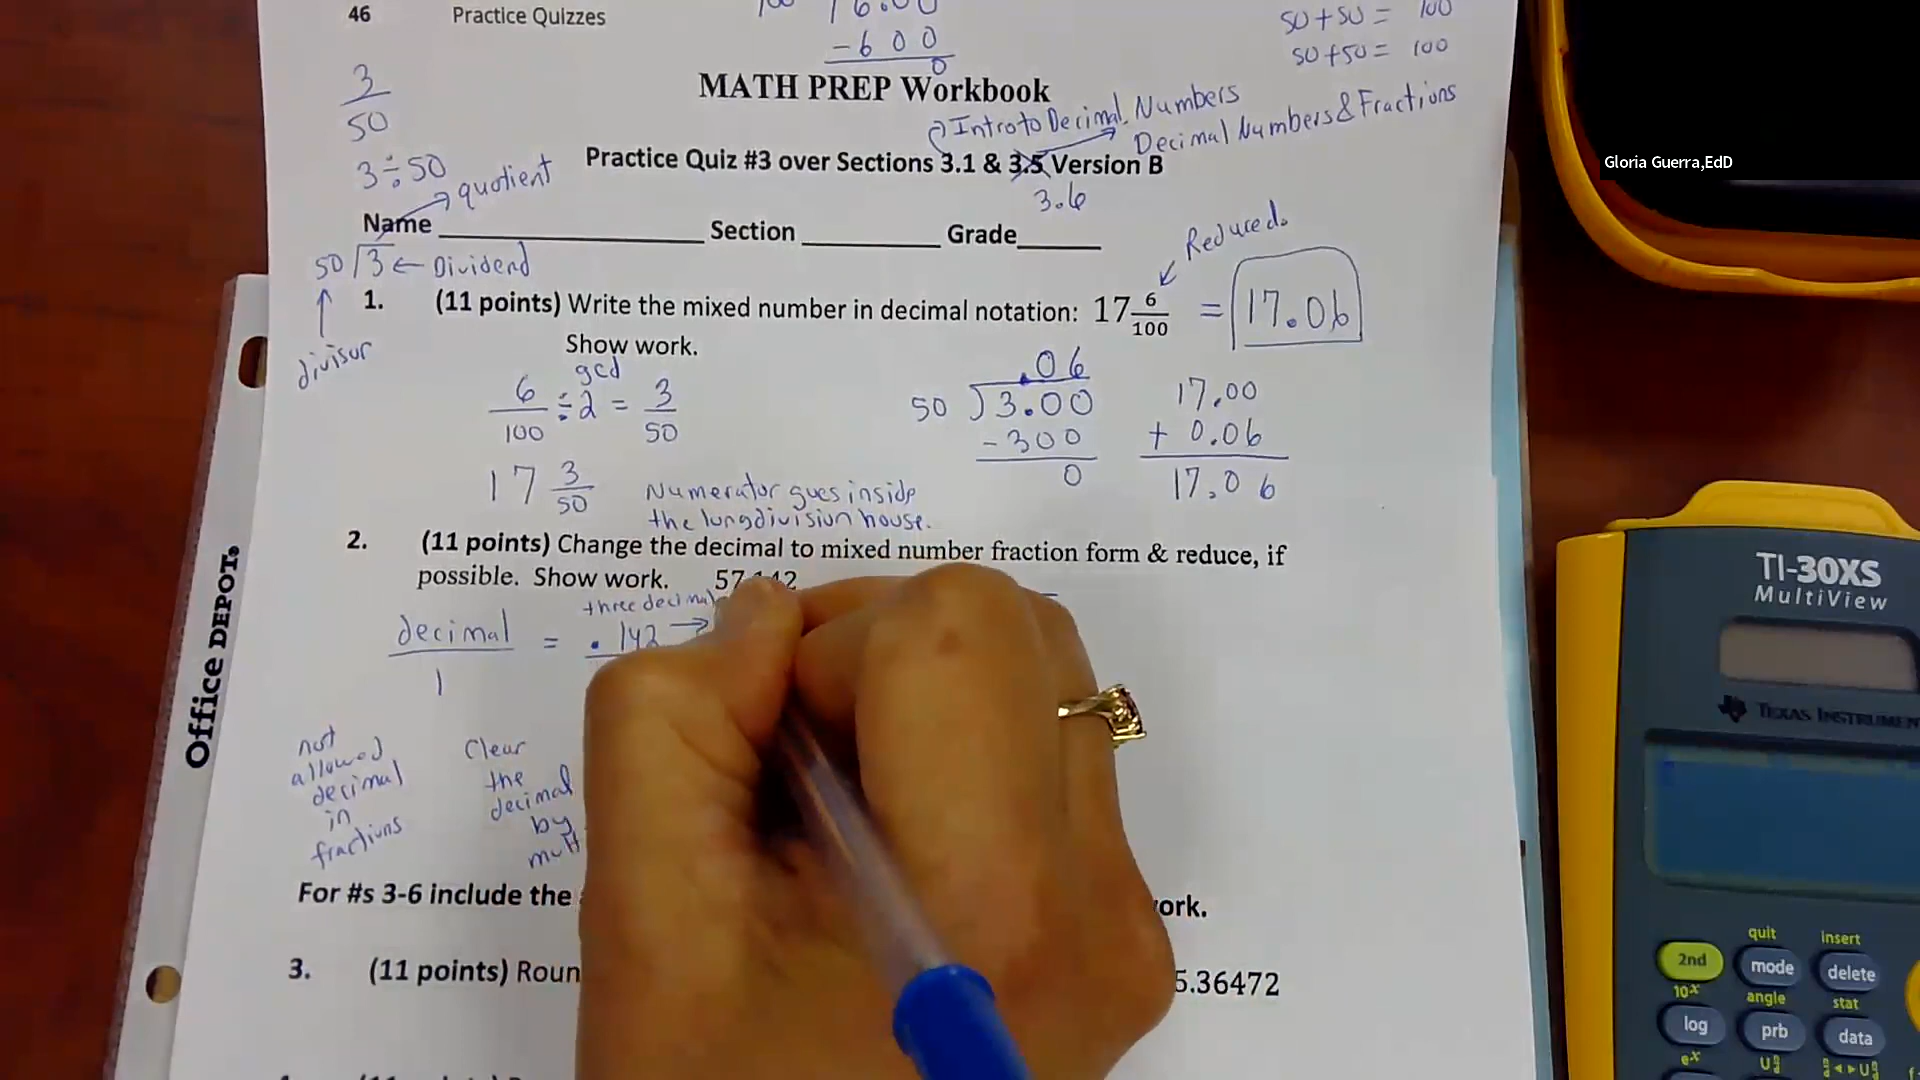 46 Practice Quizzes
- 6 0 0
0
50+50 = 100
50+50 = 100
3
50
MATH PREP Workbook
Intro to Decimal Numbers
Decimal Numbers & Fractions
3÷50
quotient
Practice Quiz #3 over Sections 3.1 & 3.5 Version B
3.6
Name Section Grade
Reduced.
50 3 ← Dividend
divisor
1. (11 points) Write the mixed number in decimal notation: 17 6/100 = 17.06
Show work.
gcd
6/100 ÷ 2 = 3/50
.06
50 ) 3.00
- 300
0
17.00
+ 0.06
17.06
17 3/50
Numerator goes inside
the long division house.
2. (11 points) Change the decimal to mixed number fraction form & reduce, if
possible. Show work. 57.142
three decimal
decimal = .142 →
1
not
allowed
decimal
in
fractions
Clear
the
decimal
by
mult
For #s 3-6 include the
ork.
3. (11 points) Roun
5.36472
Office DEPOT
Gloria Guerra,EdD
TI-30XS
MultiView
TEXAS INSTRUMEN
quit insert
2nd mode delete
10ˣ angle stat
log prb data
eˣ